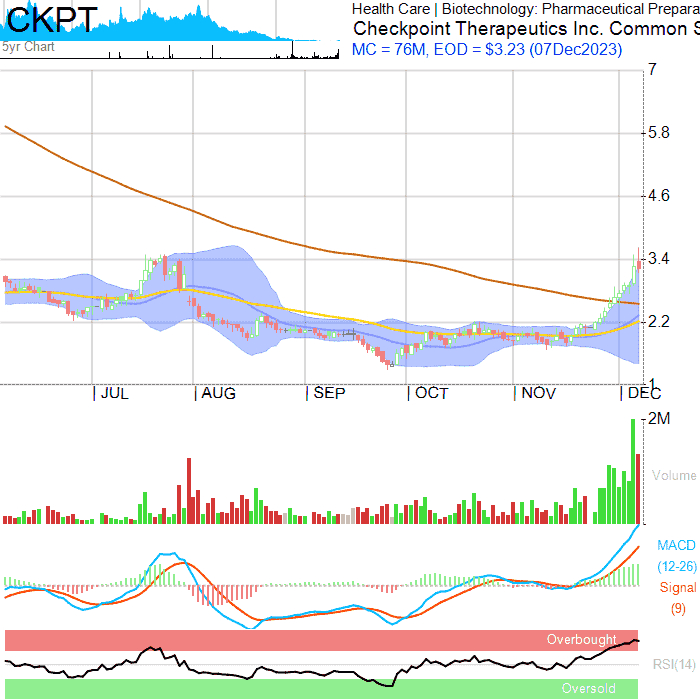 CKPT
5yr Chart
Health Care | Biotechnology: Pharmaceutical Prepara
Checkpoint Therapeutics Inc. Common S
MC = 76M, EOD = $3.23 (07Dec2023)
7
5.8
4.6
3.4
2.2
1
| JUL | AUG | SEP | OCT | NOV | DEC
2M
Volume
MACD
(12-26)
Signal
(9)
Overbought
RSI(14)
Oversold